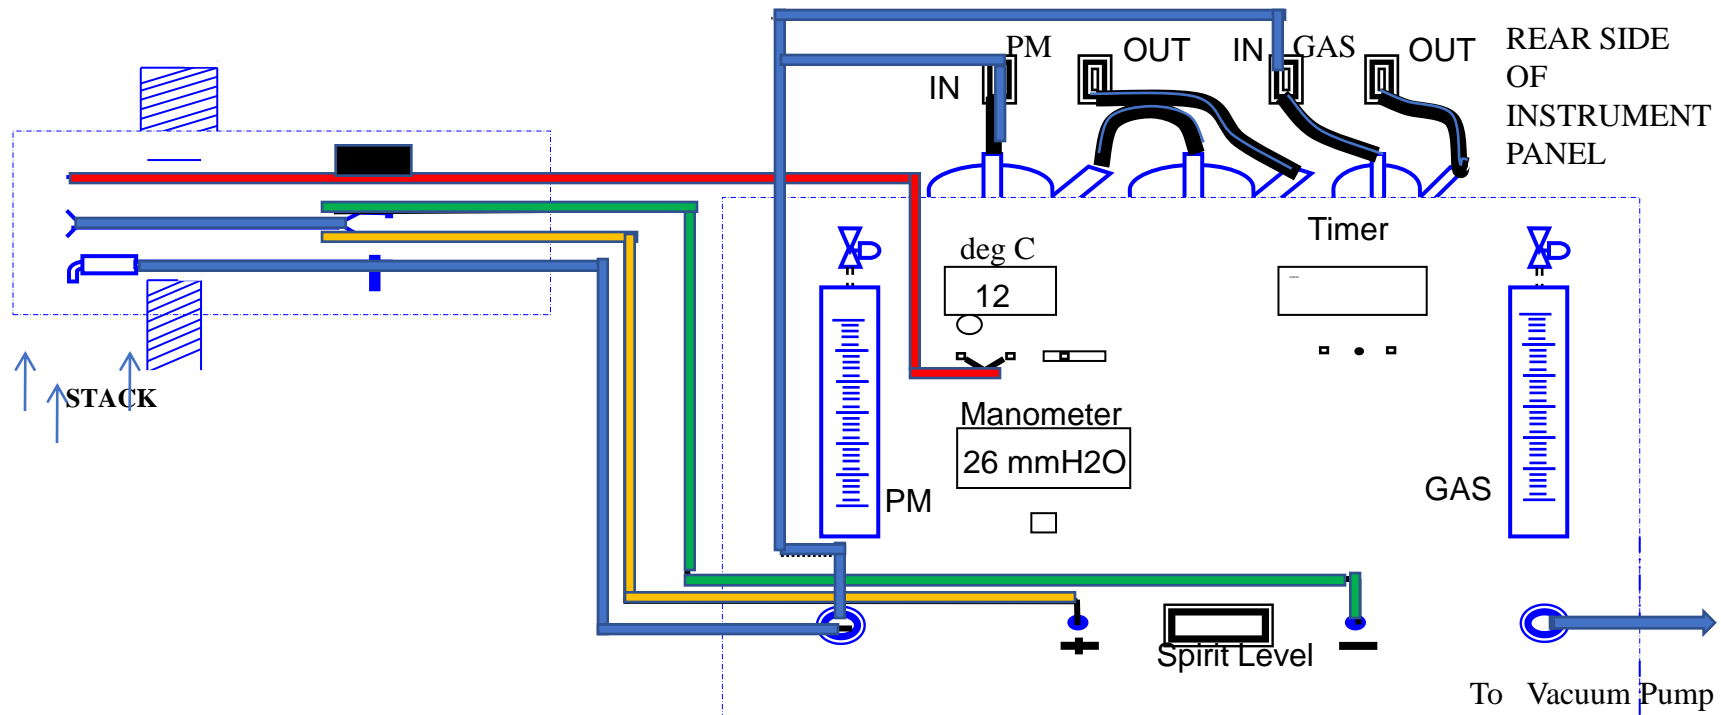 PM
OUT
IN
GAS
OUT
IN
REAR SIDE
OF
INSTRUMENT
PANEL
Timer
deg C
12
STACK
Manometer
26 mmH2O
PM
GAS
Spirit Level
To Vacuum Pump